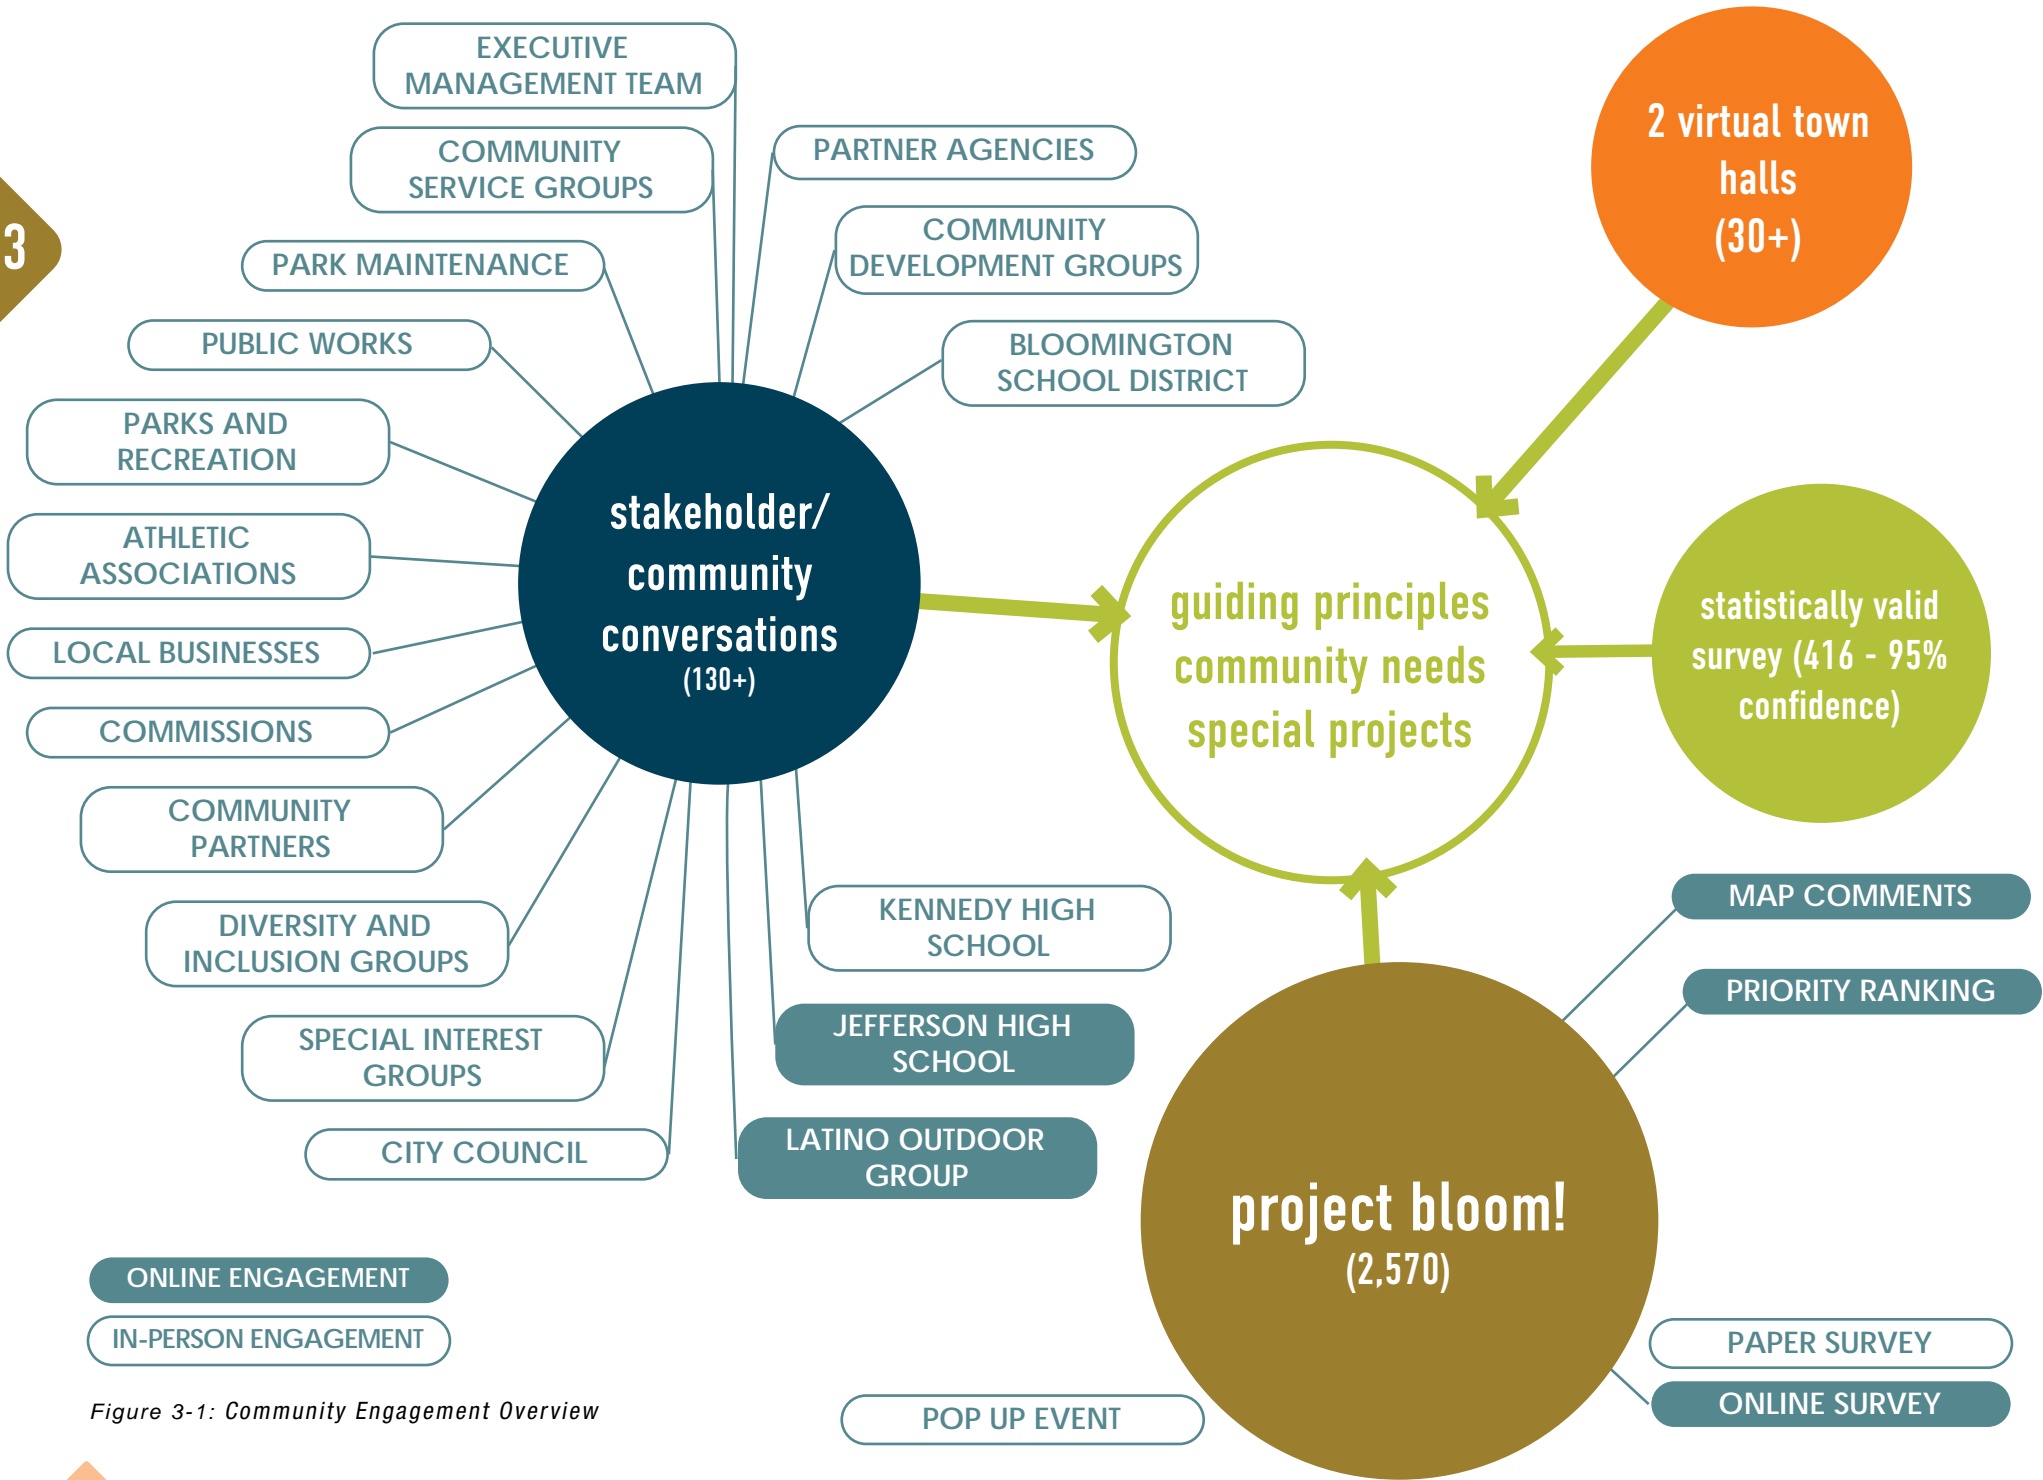 3
EXECUTIVE
MANAGEMENT TEAM
COMMUNITY
SERVICE GROUPS
PARK MAINTENANCE
PUBLIC WORKS
PARKS AND
RECREATION
ATHLETIC
ASSOCIATIONS
LOCAL BUSINESSES
COMMISSIONS
COMMUNITY
PARTNERS
DIVERSITY AND
INCLUSION GROUPS
SPECIAL INTEREST
GROUPS
CITY COUNCIL
PARTNER AGENCIES
COMMUNITY
DEVELOPMENT GROUPS
BLOOMINGTON
SCHOOL DISTRICT
stakeholder/
community
conversations
(130+)
KENNEDY HIGH
SCHOOL
JEFFERSON HIGH
SCHOOL
LATINO OUTDOOR
GROUP
2 virtual town
halls
(30+)
guiding principles
community needs
special projects
statistically valid
survey (416 - 95%
confidence)
MAP COMMENTS
PRIORITY RANKING
project bloom!
(2,570)
PAPER SURVEY
ONLINE SURVEY
POP UP EVENT
ONLINE ENGAGEMENT
IN-PERSON ENGAGEMENT
Figure 3-1: Community Engagement Overview